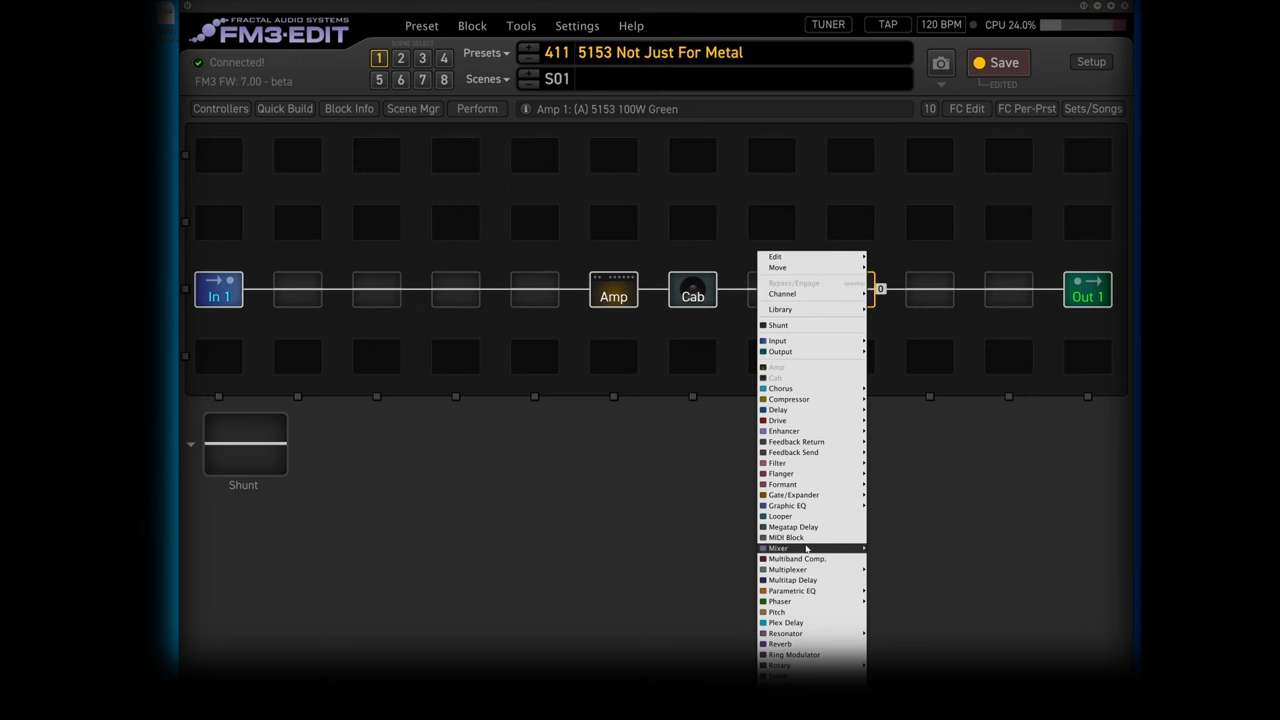 FRACTAL AUDIO SYSTEMS
FM3-EDIT
Preset Block Tools Settings Help
TUNER TAP 120 BPM CPU 24.0%
Connected!
FM3 FW: 7.00 - beta
SCENE SELECT
1 2 3 4
5 6 7 8
Presets 411 5153 Not Just For Metal
Scenes S01
Save
EDITED
Setup
Controllers Quick Build Block Info Scene Mgr Perform
Amp 1: (A) 5153 100W Green
10 FC Edit FC Per-Prst Sets/Songs
In 1
Amp
Cab
0
Out 1
Shunt
Edit
Move
Bypass/Engage
Channel
Library
Shunt
Input
Output
Amp
Cab
Chorus
Compressor
Delay
Drive
Enhancer
Feedback Return
Feedback Send
Filter
Flanger
Formant
Gate/Expander
Graphic EQ
Looper
Megatap Delay
MIDI Block
Mixer
Multiband Comp.
Multiplexer
Multitap Delay
Parametric EQ
Phaser
Pitch
Plex Delay
Resonator
Reverb
Ring Modulator
Rotary